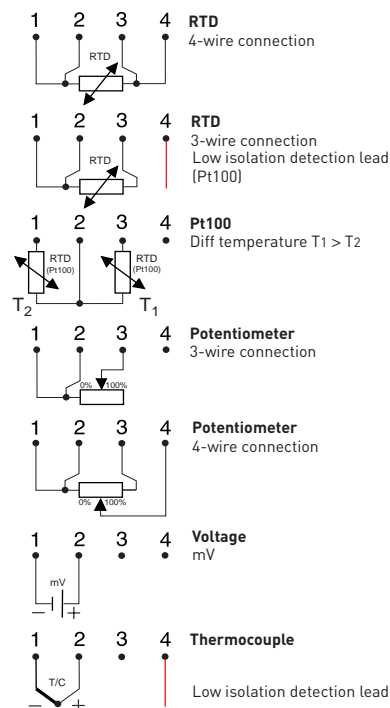 1 2 3 4 RTD
4-wire connection
RTD
1 2 3 4 RTD
3-wire connection
Low isolation detection lead
(Pt100)
RTD
1 2 3 4 Pt100
Diff temperature T1 > T2
RTD
(Pt100)
RTD
(Pt100)
T2
T1
1 2 3 4 Potentiometer
3-wire connection
0% 100%
1 2 3 4 Potentiometer
4-wire connection
0% 100%
1 2 3 4 Voltage
mV
mV
– +
1 2 3 4 Thermocouple
T/C
Low isolation detection lead
– +